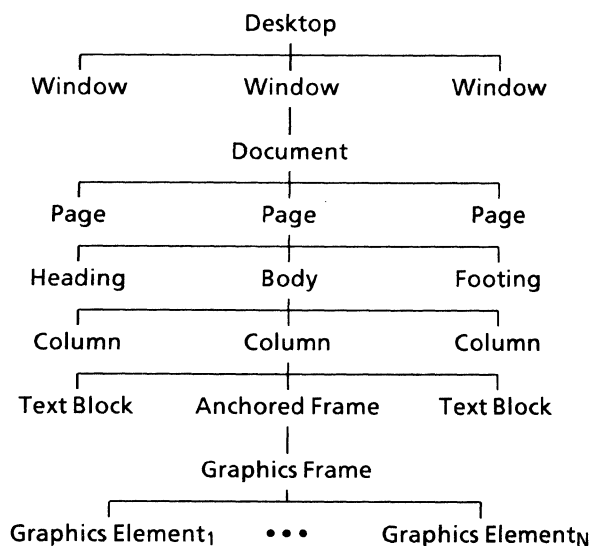 Desktop
Window Window Window
Document
Page Page Page
Heading Body Footing
Column Column Column
Text Block Anchored Frame Text Block
Graphics Frame
Graphics Element₁ ••• Graphics Element_N